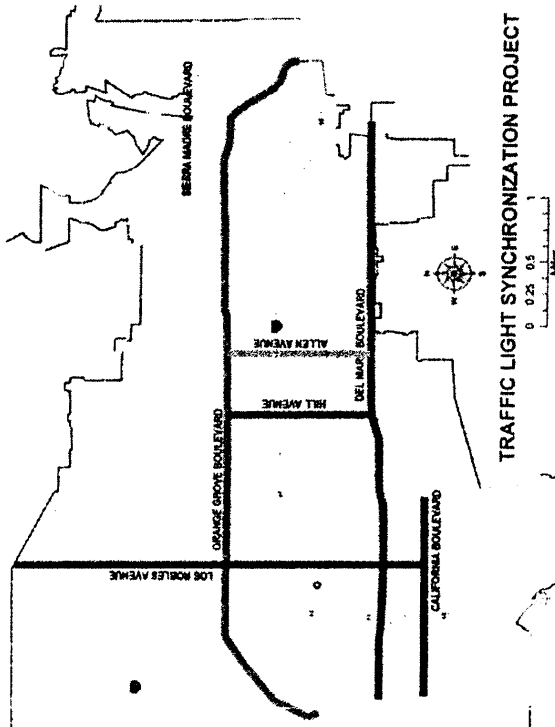 SIERRA MADRE BOULEVARD
ORANGE GROVE BOULEVARD
ALLEN AVENUE
HILL AVENUE
DEL MAR BOULEVARD
LOS ROBLES AVENUE
CALIFORNIA BOULEVARD
N
W E
S
TRAFFIC LIGHT SYNCHRONIZATION PROJECT
0 0.25 0.5 1